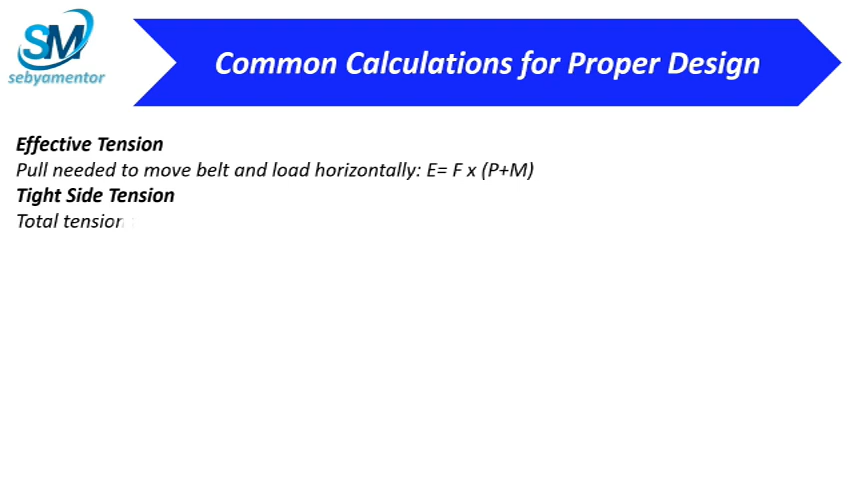 SM
sebyamentor
Common Calculations for Proper Design
Effective Tension
Pull needed to move belt and load horizontally: E= F x (P+M)
Tight Side Tension
Total tension